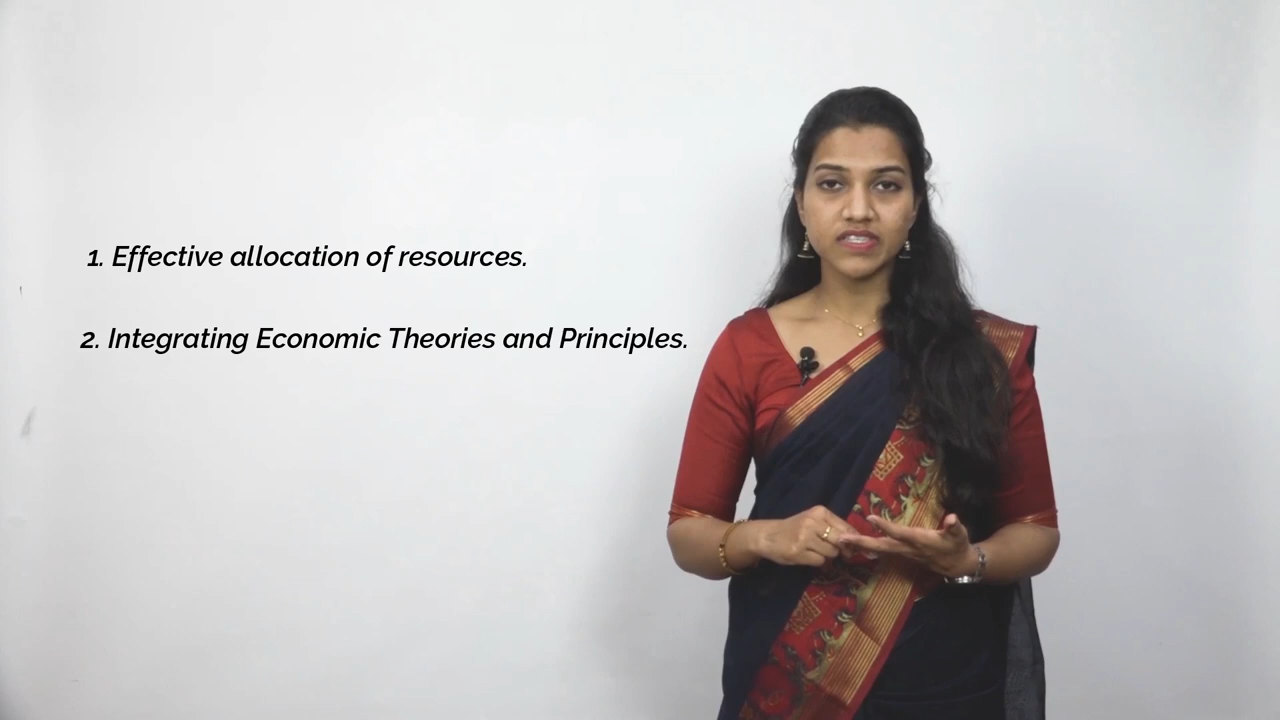 1. Effective allocation of resources.
2. Integrating Economic Theories and Principles.